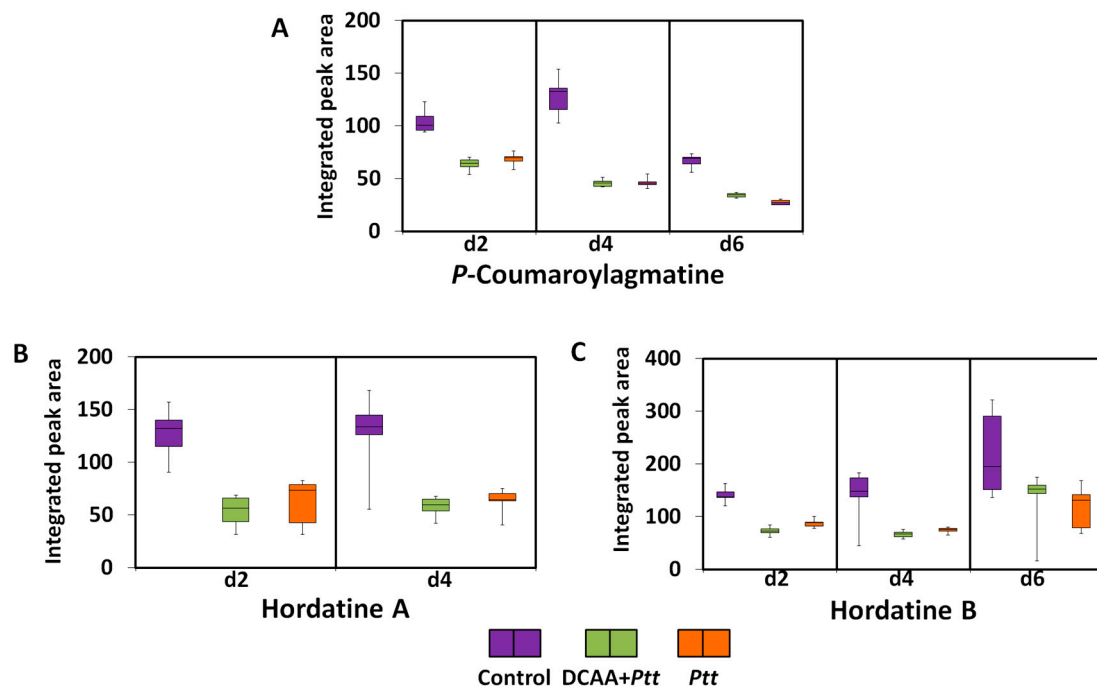 A
Integrated peak area
200
150
100
50
0
d2 d4 d6
P-Coumaroylagmatine
B
Integrated peak area
200
150
100
50
0
d2 d4
Hordatine A
C
Integrated peak area
400
300
200
100
0
d2 d4 d6
Hordatine B
Control DCAA+Ptt Ptt